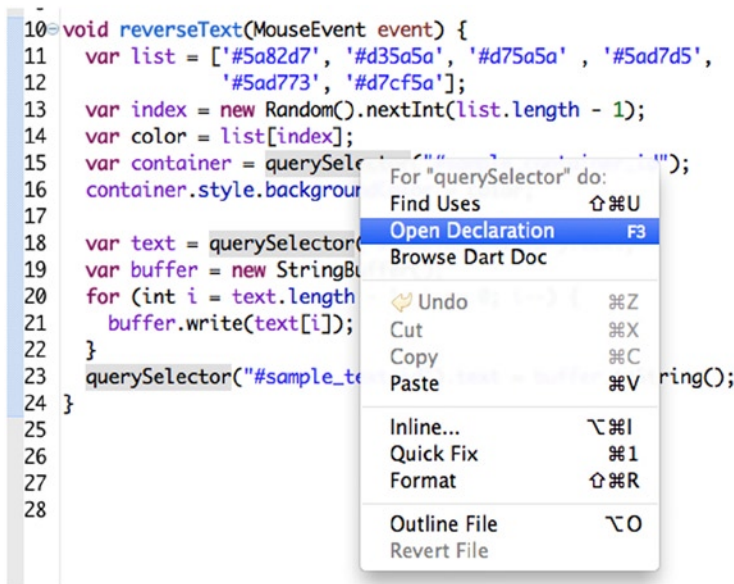 10 void reverseText(MouseEvent event) {
11 var list = ['#5a82d7', '#d35a5a', '#d75a5a' , '#5ad7d5',
12 '#5ad773', '#d7cf5a'];
13 var index = new Random().nextInt(list.length - 1);
14 var color = list[index];
15 var container = querySelector("#sample_container_id");
16 container.style.backgroun
17
18 var text = querySelector(
19 var buffer = new StringBuffer();
20 for (int i = text.length
21 buffer.write(text[i]);
22 }
23 querySelector("#sample_te ring();
24 }
25
26
27
28
For "querySelector" do:
Find Uses ⇧⌘U
Open Declaration F3
Browse Dart Doc
Undo ⌘Z
Cut ⌘X
Copy ⌘C
Paste ⌘V
Inline... ⌥⌘I
Quick Fix ⌘1
Format ⇧⌘R
Outline File ⌥O
Revert File